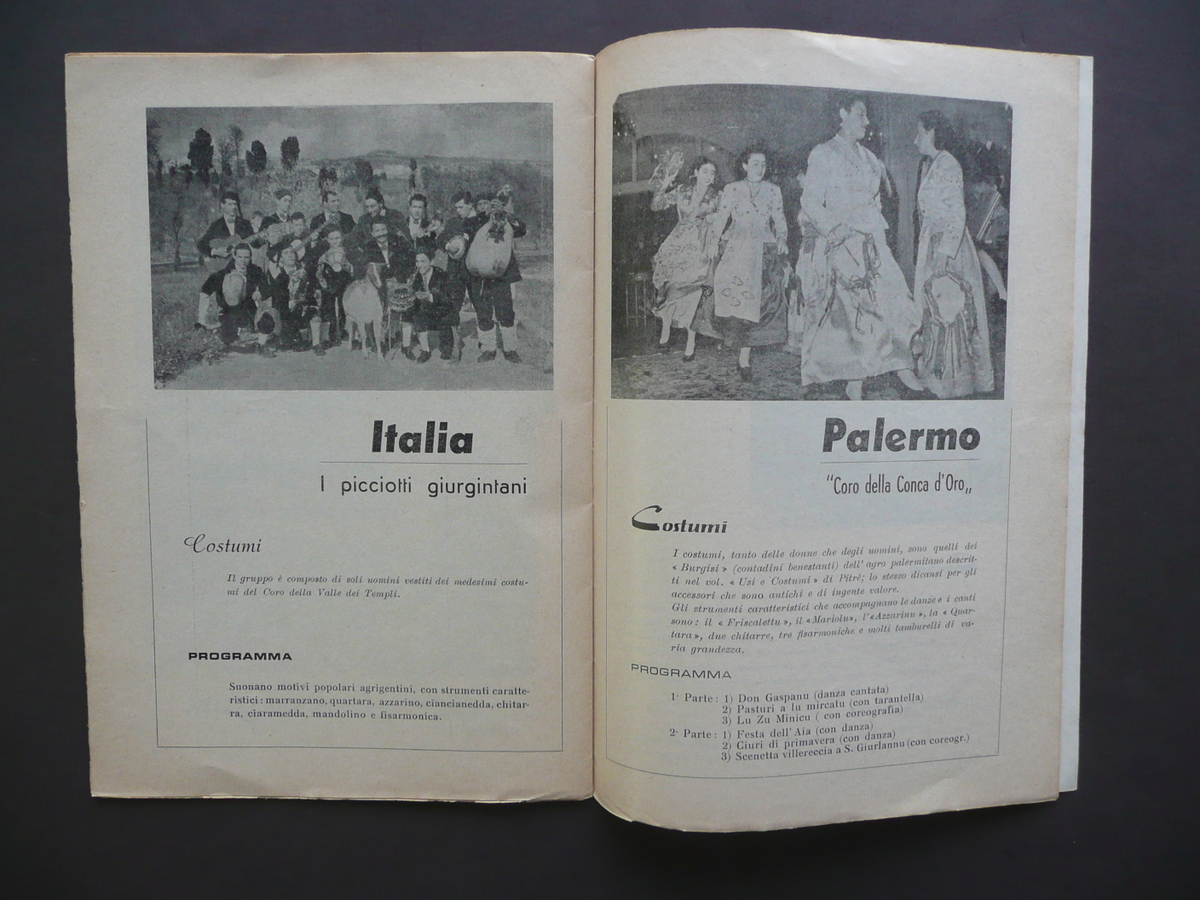 Italia
I picciotti giurgintani
Costumi
Il gruppo è composto di soli uomini vestiti dei medesimi costu-
mi del Coro della Valle dei Templi.
PROGRAMMA
Suonano motivi popolari agrigentini, con strumenti caratte-
ristici: marranzano, quartara, azzarino, ciancianedda, chitar-
ra, ciaramedda, mandolino e fisarmonica.
Palermo
"Coro della Conca d'Oro„
Costumi
I costumi, tanto delle donne che degli uomini, sono quelli dei
« Burgisi » (contadini benestanti) dell' agro palermitano descrit-
ti nel vol. « Usi e Costumi » di Pitrè; lo stesso dicansi per gli
accessori che sono antichi e di ingente valore.
Gli strumenti caratteristici che accompagnano le danze e i canti
sono: il « Friscalettu », il «Mariolu», l'«Azzarinu», la « Quar-
tara », due chitarre, tre fisarmoniche e molti tamburelli di va-
ria grandezza.
PROGRAMMA
1ª Parte: 1) Don Gaspanu (danza cantata)
2) Pasturi a lu mircatu (con tarantella)
3) Lu Zu Minicu ( con coreografia)
2ª Parte: 1) Festa dell'Aia (con danza)
2) Ciuri di primavera (con danza)
3) Scenetta villereccia a S. Giurlannu (con coreogr.)